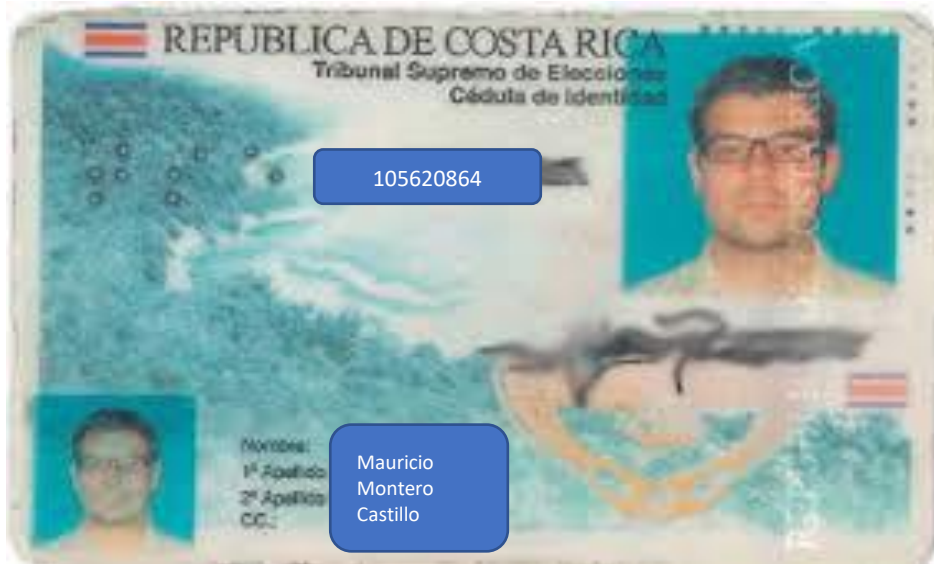 REPUBLICA DE COSTA RICA
Tribunal Supremo de Elecciones
Cédula de Identidad
105620864
Nombre: Mauricio
1º Apellido Montero
2º Apellido Castillo
CC.: